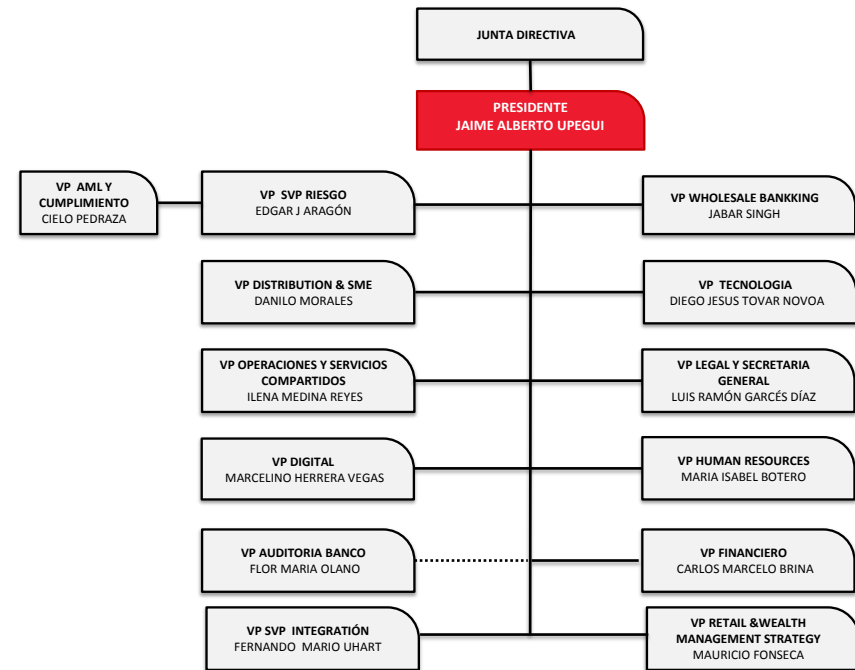 JUNTA DIRECTIVA
PRESIDENTE
JAIME ALBERTO UPEGUI
VP AML Y
CUMPLIMIENTO
CIELO PEDRAZA
VP SVP RIESGO
EDGAR J ARAGÓN
VP WHOLESALE BANKKING
JABAR SINGH
VP DISTRIBUTION & SME
DANILO MORALES
VP TECNOLOGIA
DIEGO JESUS TOVAR NOVOA
VP OPERACIONES Y SERVICIOS
COMPARTIDOS
ILENA MEDINA REYES
VP LEGAL Y SECRETARIA
GENERAL
LUIS RAMÓN GARCÉS DÍAZ
VP DIGITAL
MARCELINO HERRERA VEGAS
VP HUMAN RESOURCES
MARIA ISABEL BOTERO
VP AUDITORIA BANCO
FLOR MARIA OLANO
VP FINANCIERO
CARLOS MARCELO BRINA
VP SVP INTEGRATIÓN
FERNANDO MARIO UHART
VP RETAIL &WEALTH
MANAGEMENT STRATEGY
MAURICIO FONSECA